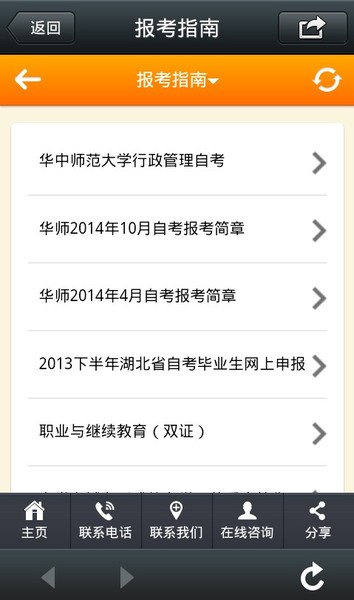 返回
报考指南
报考指南
华中师范大学行政管理自考
华师2014年10月自考报考简章
华师2014年4月自考报考简章
2013下半年湖北省自考毕业生网上申报
职业与继续教育（双证）
主页
联系电话
联系我们
在线咨询
分享